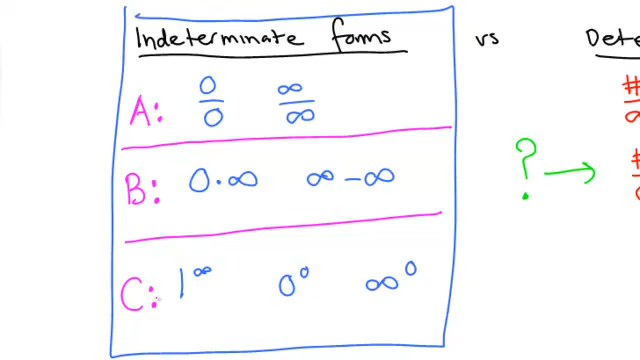 Indeterminate forms vs
A: 0/0 ∞/∞
B: 0·∞ ∞-∞ ? →
C: 1^∞ 0^0 ∞^0